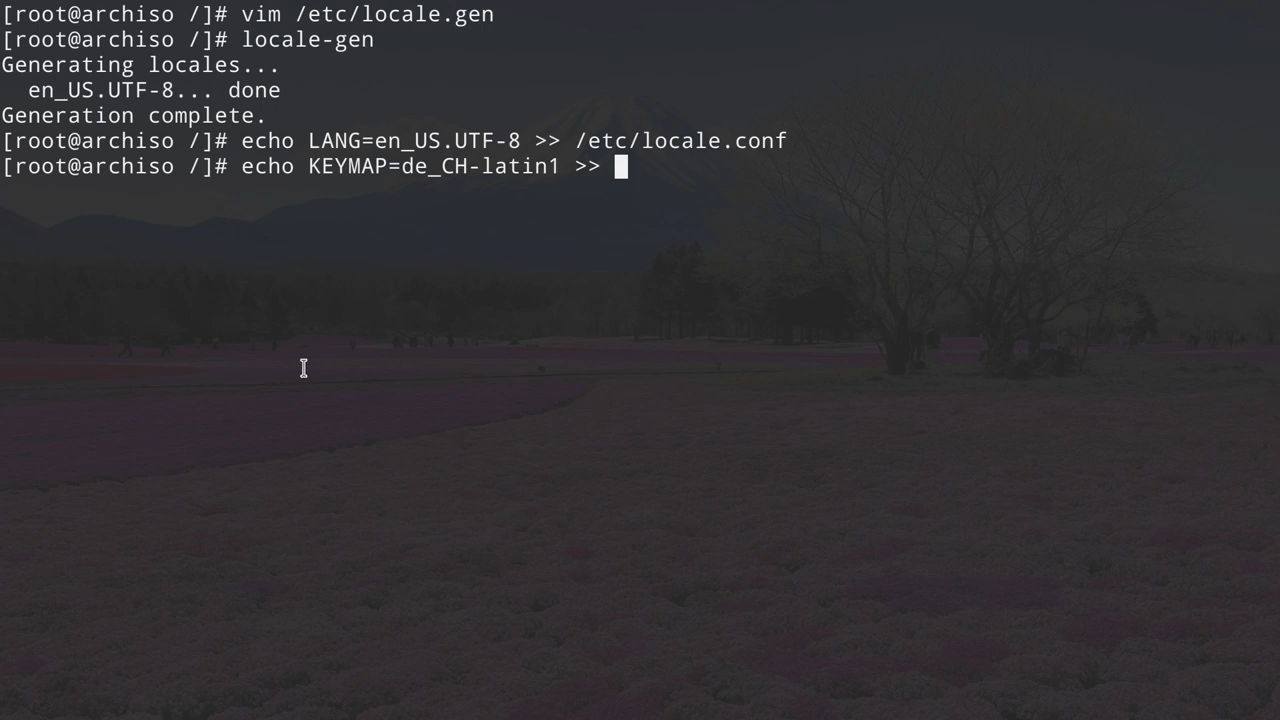 [root@archiso /]# vim /etc/locale.gen
[root@archiso /]# locale-gen
Generating locales...
  en_US.UTF-8... done
Generation complete.
[root@archiso /]# echo LANG=en_US.UTF-8 >> /etc/locale.conf
[root@archiso /]# echo KEYMAP=de_CH-latin1 >>